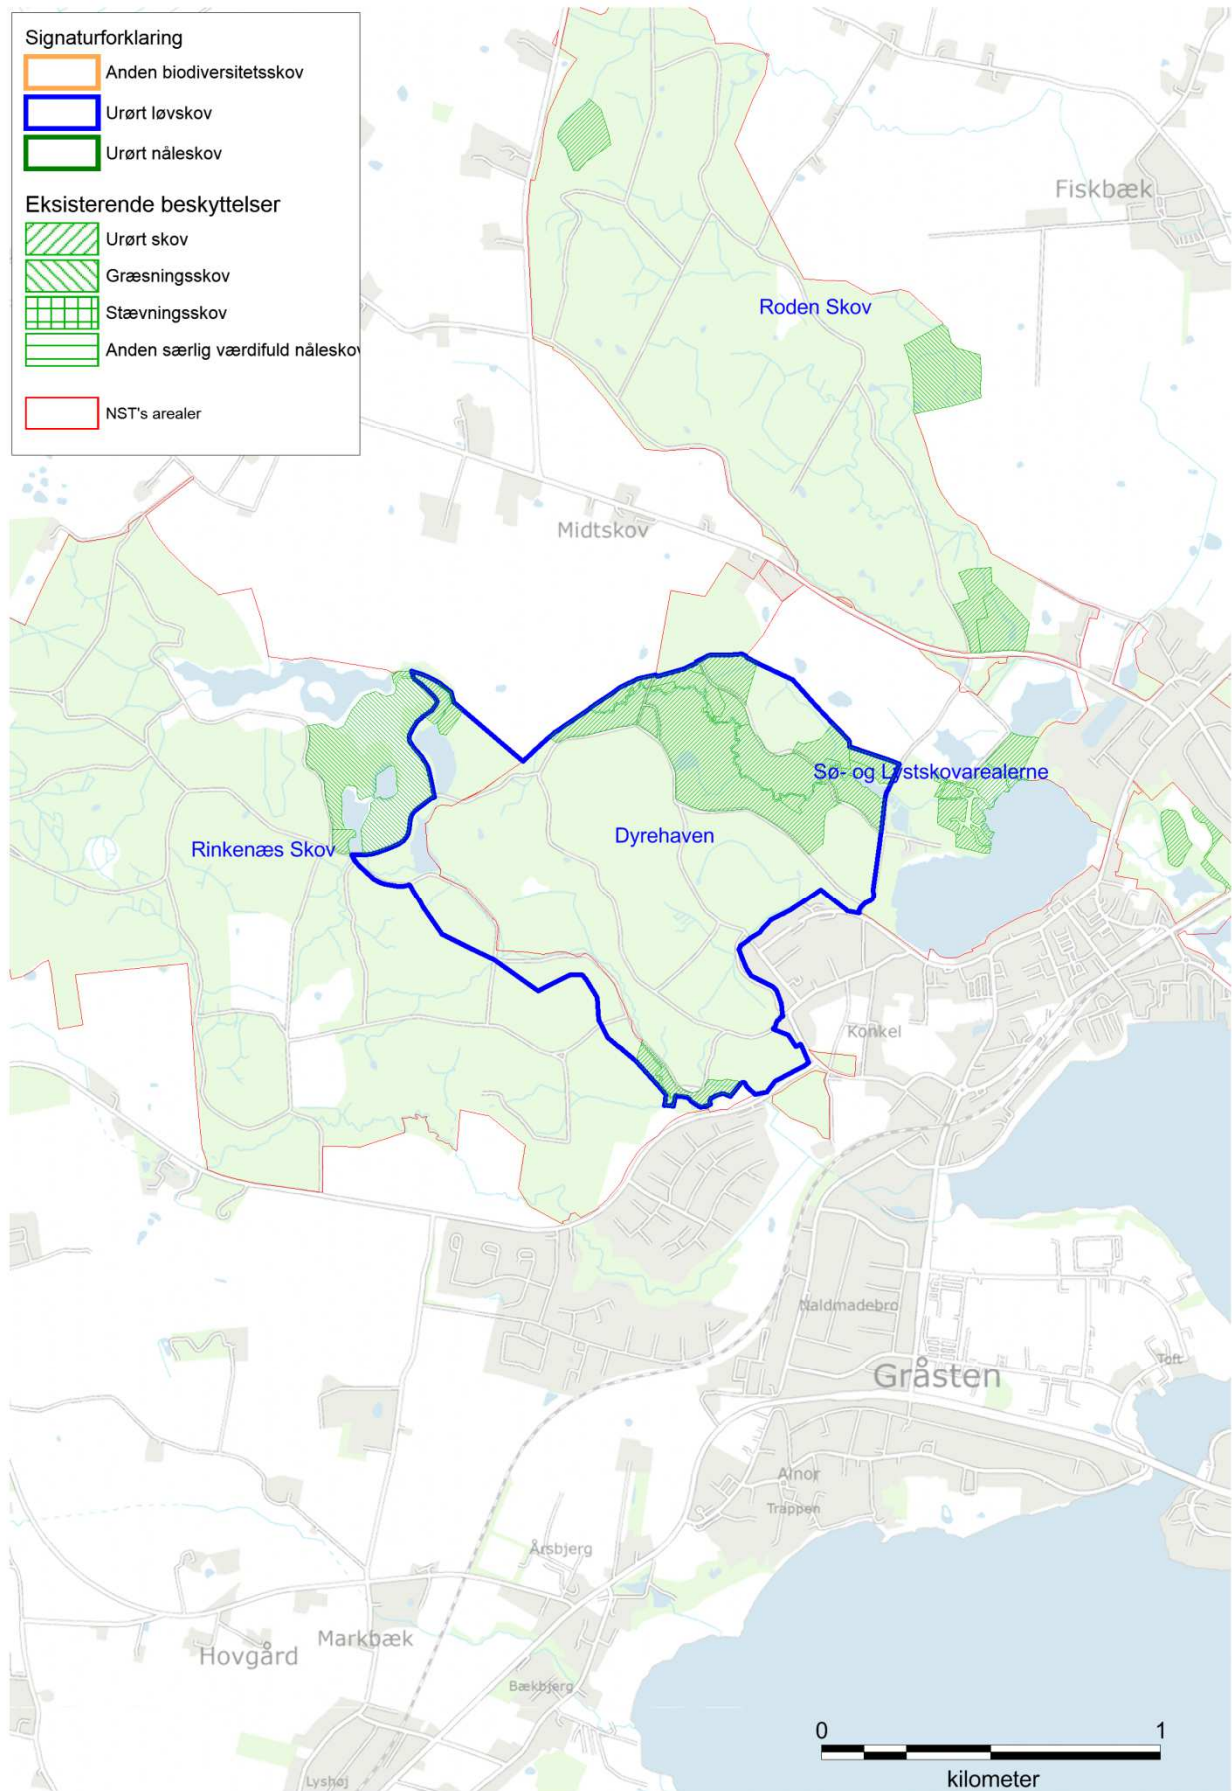 Signaturforklaring
Anden biodiversitetsskov
Urørt løvskov
Urørt nåleskov
Eksisterende beskyttelser
Urørt skov
Græsningsskov
Stævningsskov
Anden særlig værdifuld nåleskov
NST's arealer
Fiskbæk
Roden Skov
Midtskov
Sø- og Lystskovarealerne
Dyrehaven
Rinkenæs Skov
Konkel
Naldmadebro
Toft
Gråsten
Alnor
Trappen
Årsbjerg
Markbæk
Hovgård
Bækbjerg
Lyshøj
0 1
kilometer